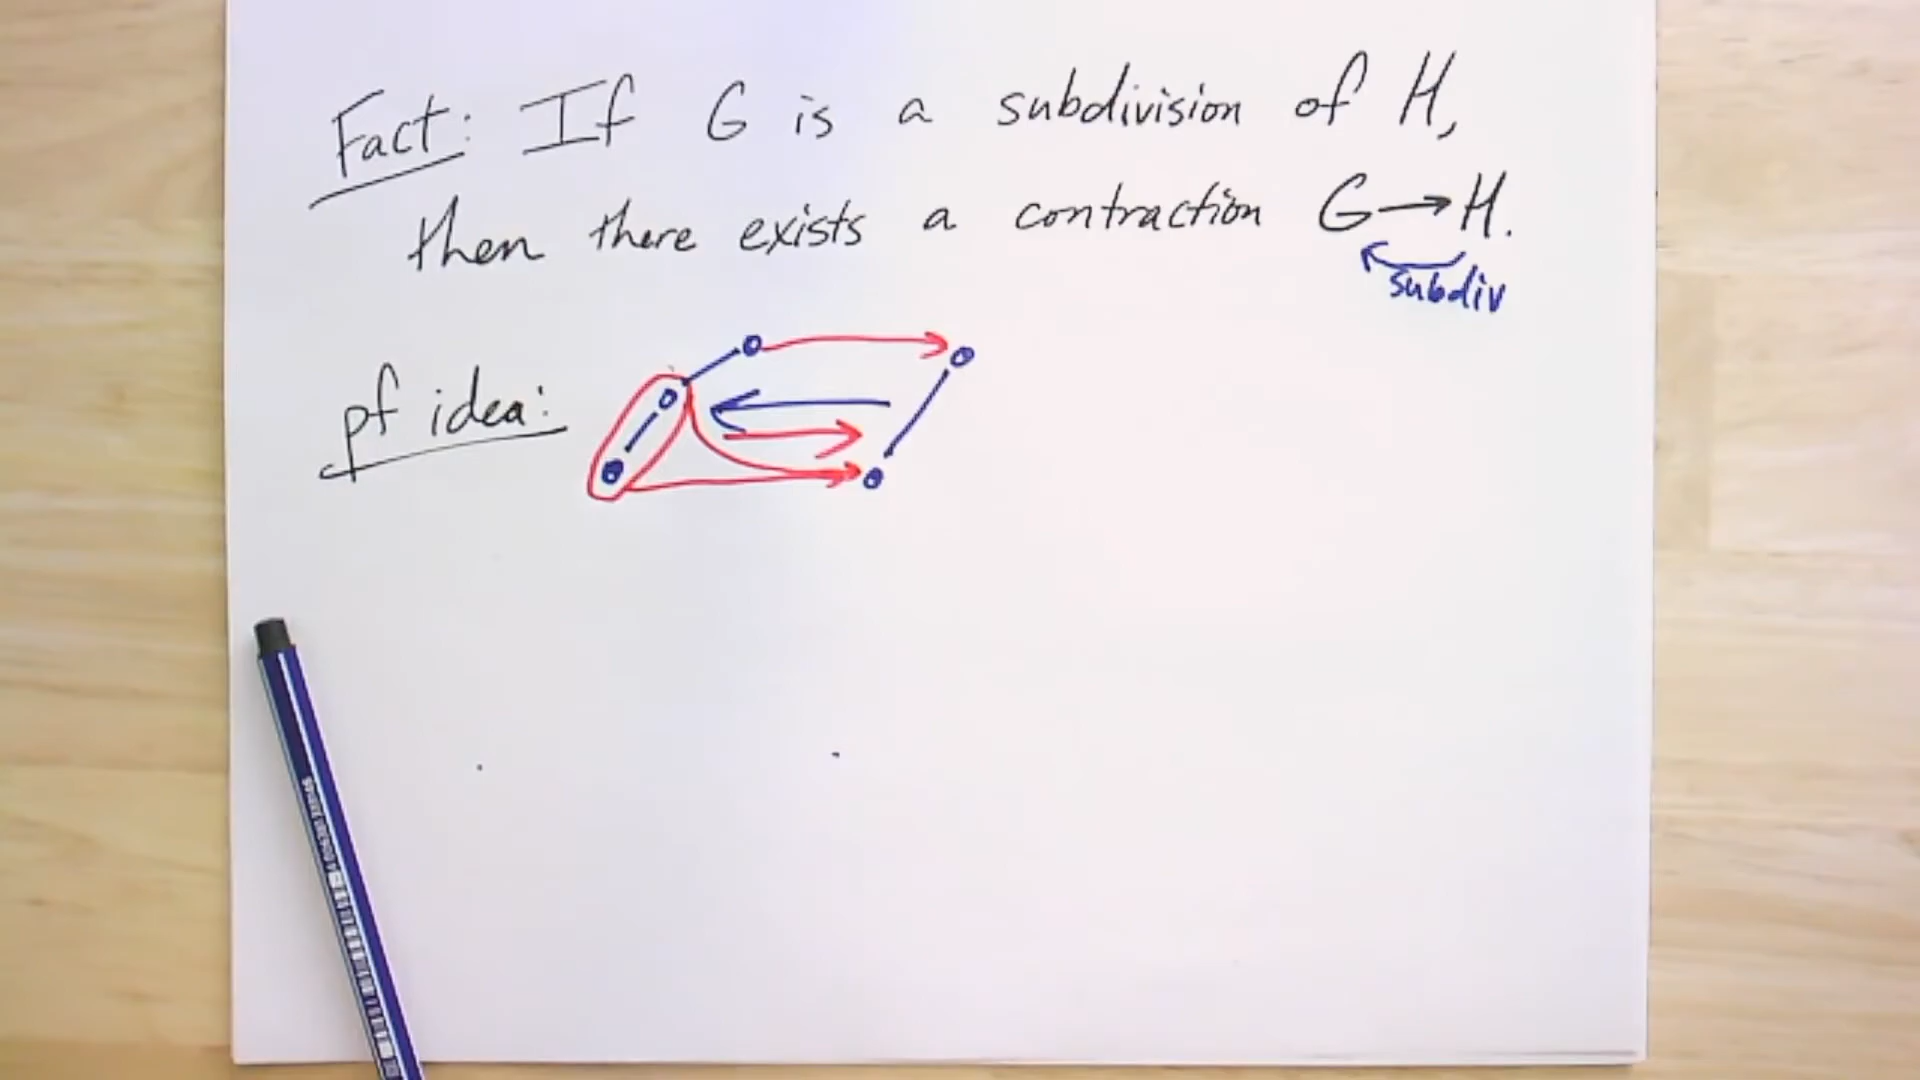 Fact: If G is a subdivision of H,
then there exists a contraction G→H.
subdiv
pf idea: